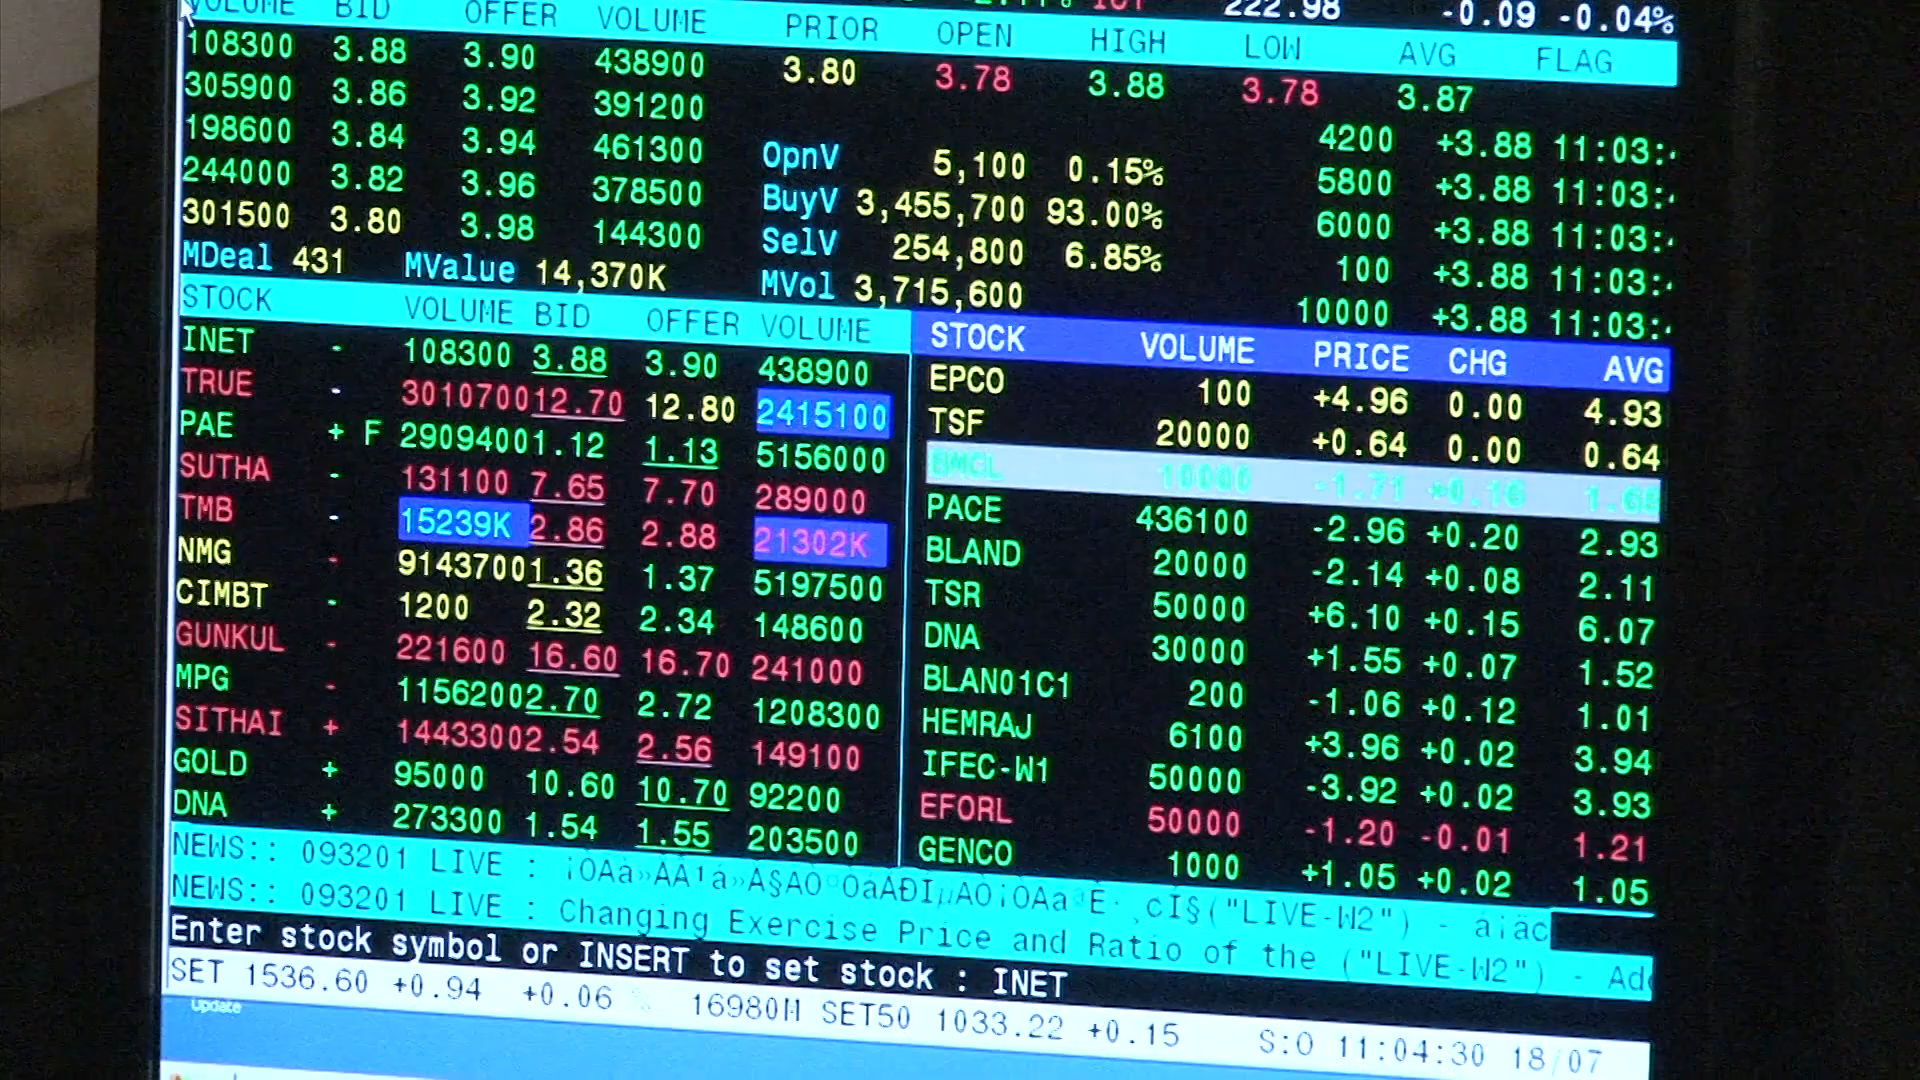 222.98 -0.09 -0.04%
VOLUME BID OFFER VOLUME PRIOR OPEN HIGH LOW AVG FLAG
108300 3.88 3.90 438900 3.80 3.78 3.88 3.78 3.87
305900 3.86 3.92 391200
198600 3.84 3.94 461300 OpnV 5,100 0.15% 4200 +3.88 11:03:
244000 3.82 3.96 378500 BuyV 3,455,700 93.00% 5800 +3.88 11:03:
301500 3.80 3.98 144300 SelV 254,800 6.85% 6000 +3.88 11:03:
MDeal 431 MValue 14,370K MVol 3,715,600 100 +3.88 11:03:
10000 +3.88 11:03:
STOCK VOLUME BID OFFER VOLUME
INET - 108300 3.88 3.90 438900
TRUE - 3010700 12.70 12.80 2415100
PAE + F 2909400 1.12 1.13 5156000
SUTHA - 131100 7.65 7.70 289000
TMB - 15239K 2.86 2.88 21302K
NMG - 9143700 1.36 1.37 5197500
CIMBT - 1200 2.32 2.34 148600
GUNKUL - 221600 16.60 16.70 241000
MPG - 1156200 2.70 2.72 1208300
SITHAI + 1443300 2.54 2.56 149100
GOLD + 95000 10.60 10.70 92200
DNA + 273300 1.54 1.55 203500
STOCK VOLUME PRICE CHG AVG
EPCO 100 +4.96 0.00 4.93
TSF 20000 +0.64 0.00 0.64
10000 -1.71
PACE 436100 -2.96 +0.20 2.93
BLAND 20000 -2.14 +0.08 2.11
TSR 50000 +6.10 +0.15 6.07
DNA 30000 +1.55 +0.07 1.52
BLAN01C1 200 -1.06 +0.12 1.01
HEMRAJ 6100 +3.96 +0.02 3.94
IFEC-W1 50000 -3.92 +0.02 3.93
EFORL 50000 -1.20 -0.01 1.21
GENCO 1000 +1.05 +0.02 1.05
NEWS:: 093201 LIVE : ("LIVE-W2") -
NEWS:: 093201 LIVE : Changing Exercise Price and Ratio of the ("LIVE-W2") - Ad
Enter stock symbol or INSERT to set stock : INET
SET 1536.60 +0.94 +0.06 % 16980M SET50 1033.22 +0.15 S:O 11:04:30 18/07
Update